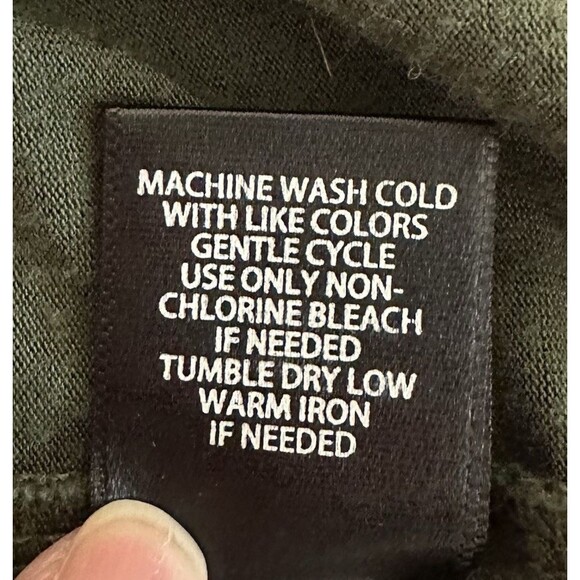 MACHINE WASH COLD
WITH LIKE COLORS
GENTLE CYCLE
USE ONLY NON-
CHLORINE BLEACH
IF NEEDED
TUMBLE DRY LOW
WARM IRON
IF NEEDED